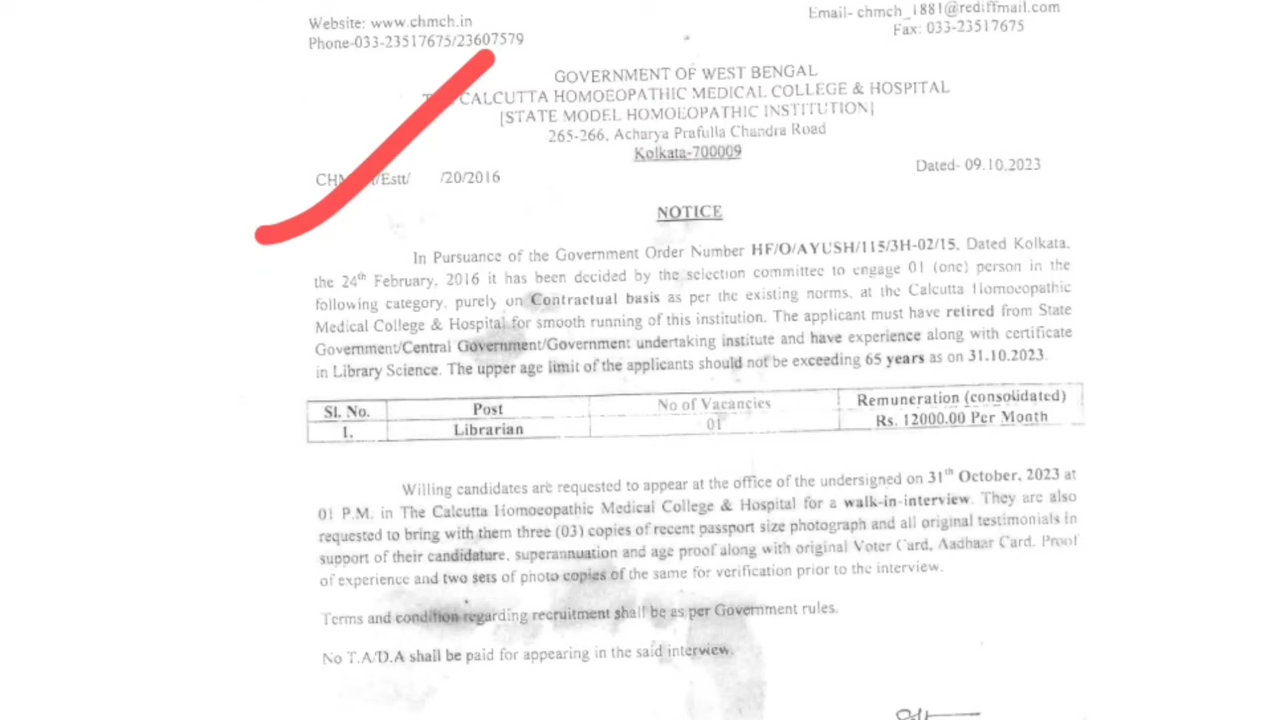 Website: www.chmch.in
Phone-033-23517675/23607579
Email- chmch_1881@rediffmail.com
Fax: 033-23517675
GOVERNMENT OF WEST BENGAL
CALCUTTA HOMOEOPATHIC MEDICAL COLLEGE & HOSPITAL
[STATE MODEL HOMOEOPATHIC INSTITUTION]
265-266, Acharya Prafulla Chandra Road
Kolkata-700009
/Estt/ /20/2016
Dated- 09.10.2023
NOTICE
In Pursuance of the Government Order Number HF/O/AYUSH/115/3H-02/15, Dated Kolkata,
the 24th February, 2016 it has been decided by the selection committee to engage 01 (one) person in the
following category, purely on Contractual basis as per the existing norms, at the Calcutta Homoeopathic
Medical College & Hospital for smooth running of this institution. The applicant must have retired from State
Government/Central Government/Government undertaking institute and have experience along with certificate
in Library Science. The upper age limit of the applicants should not be exceeding 65 years as on 31.10.2023.
Sl. No. Post No of Vacancies Remuneration (consolidated)
1. Librarian 01 Rs. 12000.00 Per Month
Willing candidates are requested to appear at the office of the undersigned on 31th October, 2023 at
01 P.M. in The Calcutta Homoeopathic Medical College & Hospital for a walk-in-interview. They are also
requested to bring with them three (03) copies of recent passport size photograph and all original testimonials in
support of their candidature, superannuation and age proof along with original Voter Card, Aadhaar Card. Proof
of experience and two sets of photo copies of the same for verification prior to the interview.
Terms and condition regarding recruitment shall be as per Government rules.
No T.A/D.A shall be paid for appearing in the said interview.